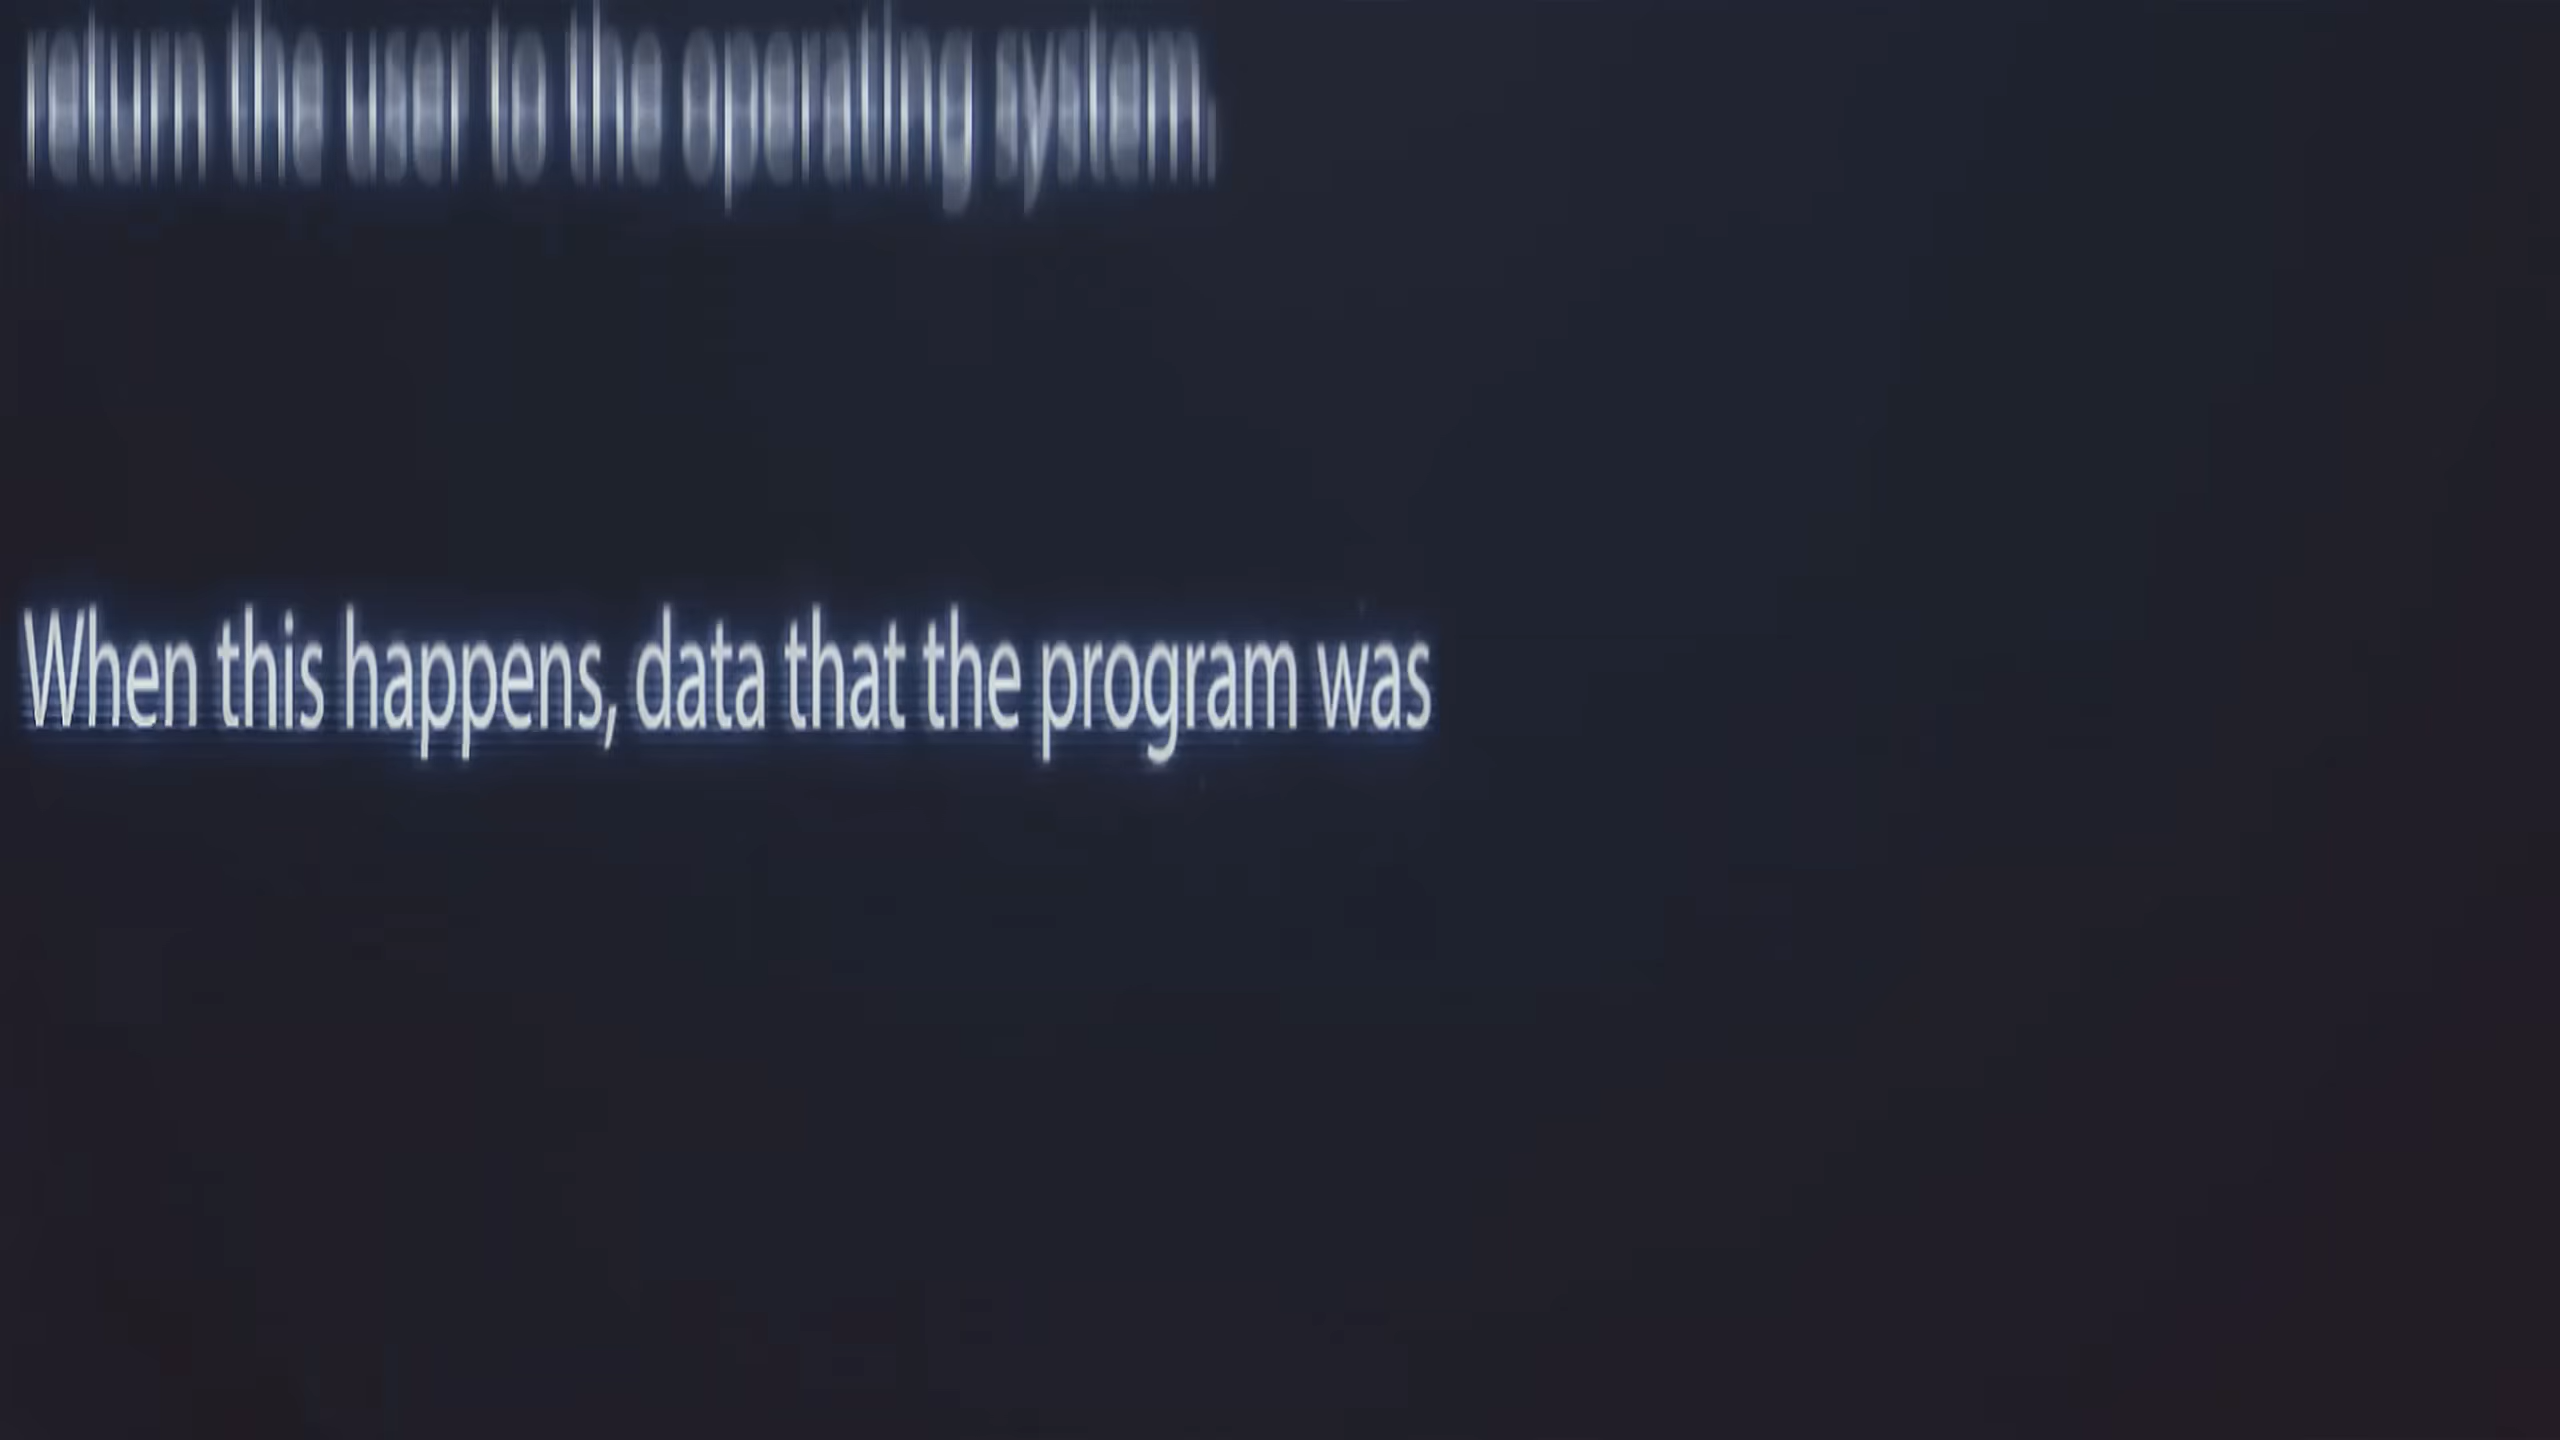 return the user to the operating system.
When this happens, data that the program was